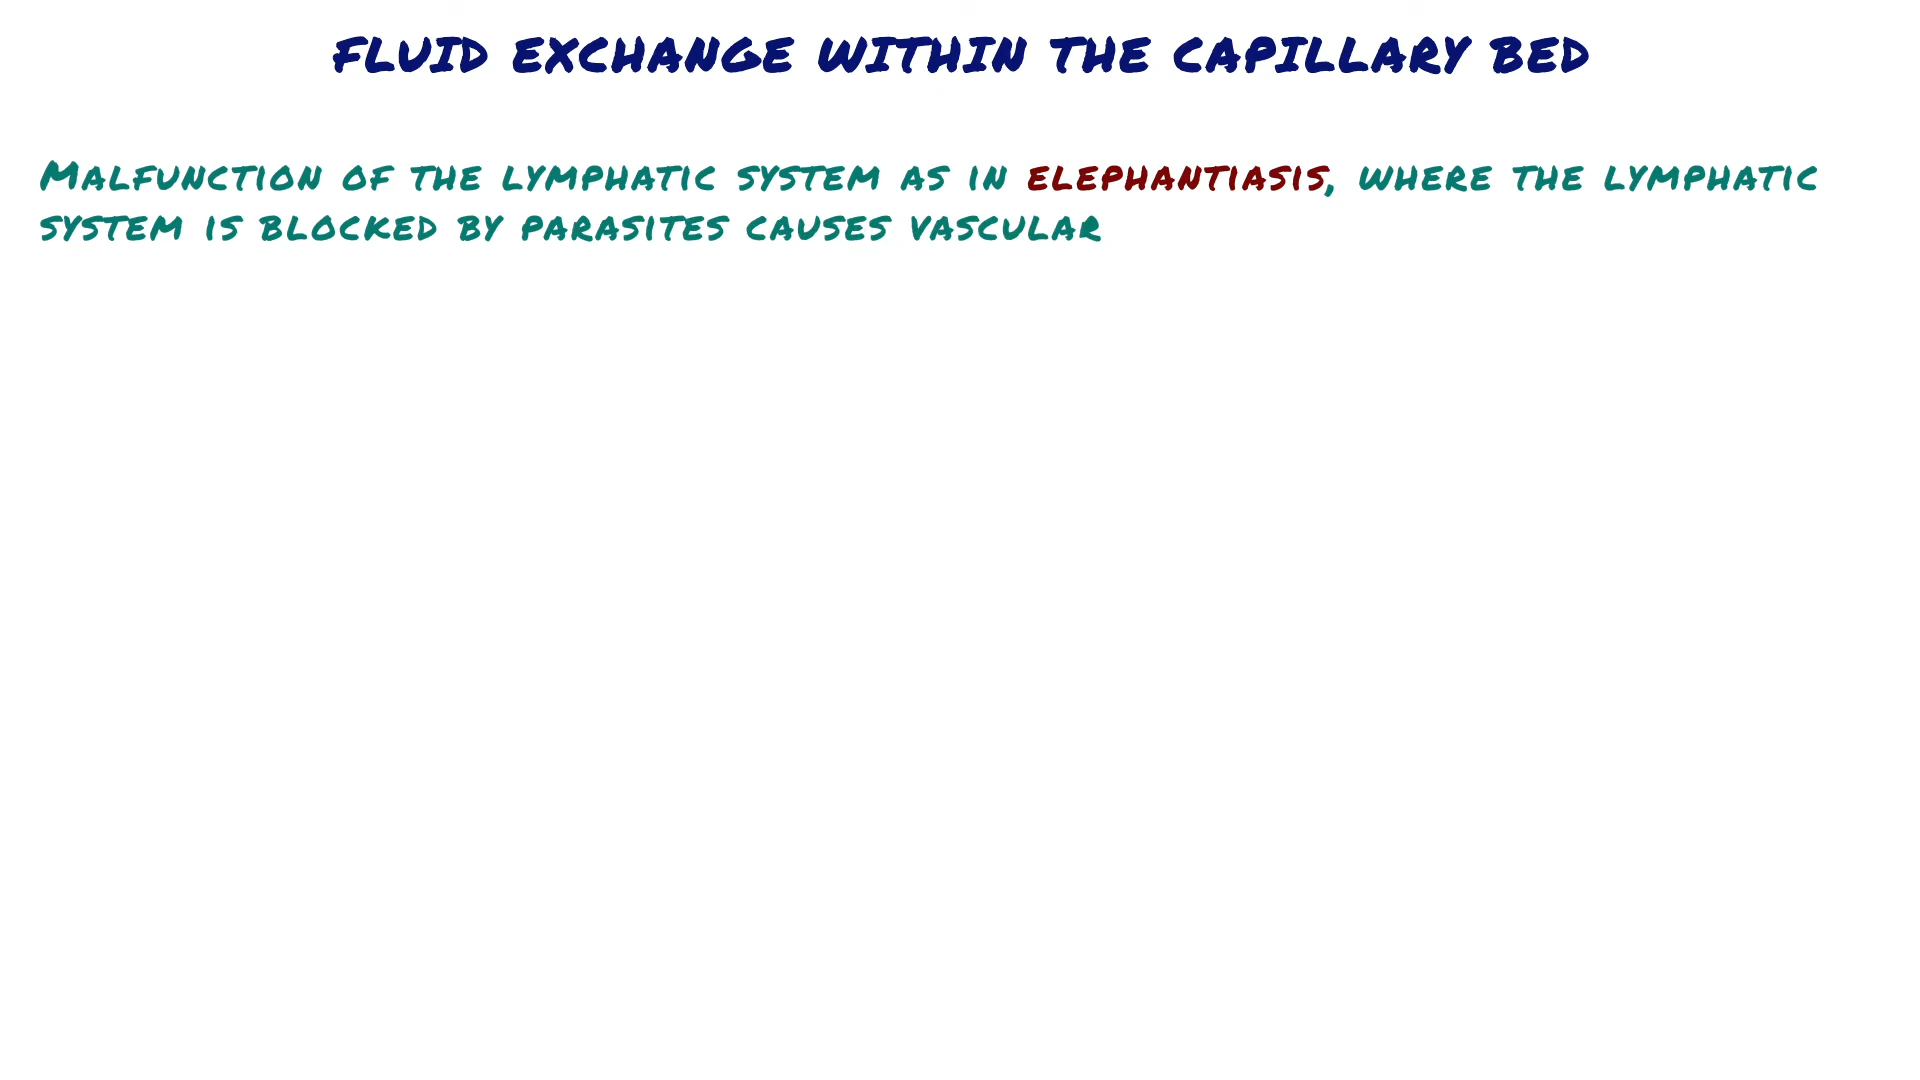 FLUID EXCHANGE WITHIN THE CAPILLARY BED
MALFUNCTION OF THE LYMPHATIC SYSTEM AS IN ELEPHANTIASIS, WHERE THE LYMPHATIC
SYSTEM IS BLOCKED BY PARASITES CAUSES VASCULAR